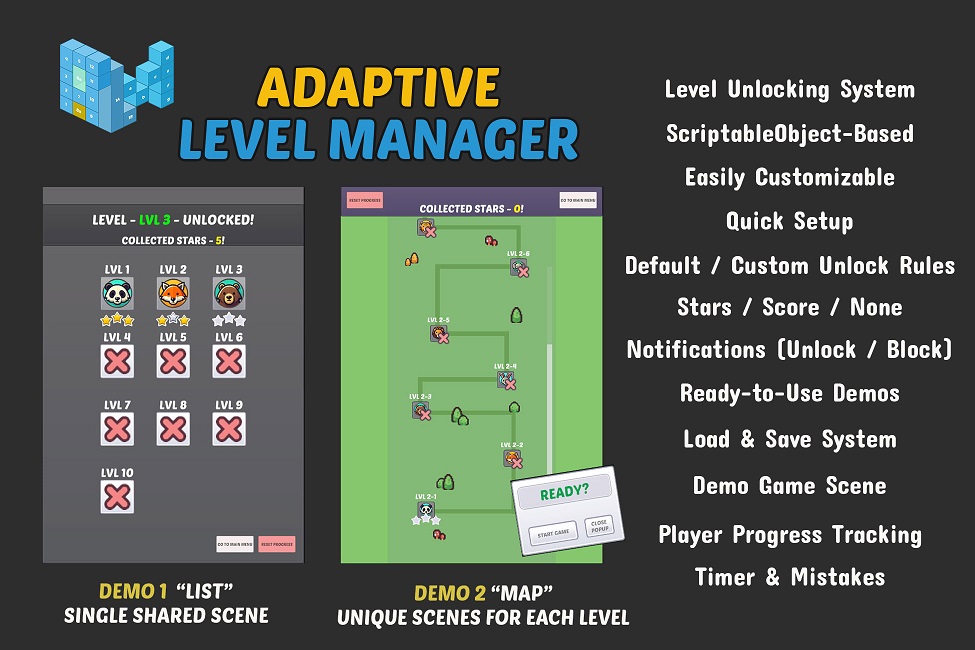 ADAPTIVE
LEVEL MANAGER
LEVEL - LVL 3 - UNLOCKED!
COLLECTED STARS - 5!
LVL 1 LVL 2 LVL 3
LVL 4 LVL 5 LVL 6
LVL 7 LVL 8 LVL 9
LVL 10
GO TO MAIN MENU RESET PROGRESS
DEMO 1 “LIST”
SINGLE SHARED SCENE
RESET PROGRESS GO TO MAIN MENU
COLLECTED STARS - 0!
LVL 2-6
LVL 2-5
LVL 2-4
LVL 2-3
LVL 2-2
LVL 2-1
READY?
START GAME CLOSE
POPUP
DEMO 2 “MAP”
UNIQUE SCENES FOR EACH LEVEL
Level Unlocking System
ScriptableObject-Based
Easily Customizable
Quick Setup
Default / Custom Unlock Rules
Stars / Score / None
Notifications (Unlock / Block)
Ready-to-Use Demos
Load & Save System
Demo Game Scene
Player Progress Tracking
Timer & Mistakes